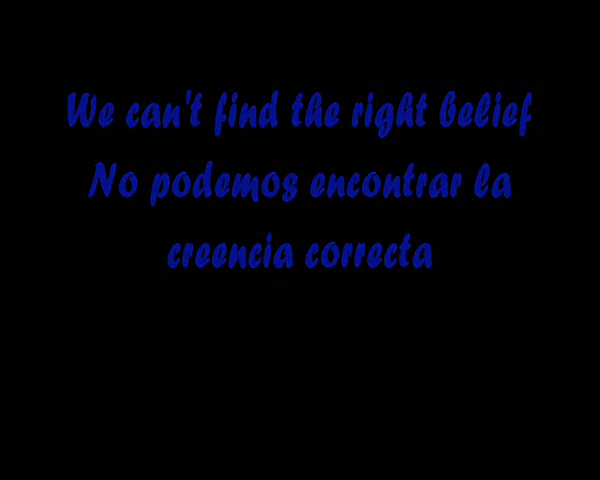 We can't find the right belief
No podemos encontrar la
creencia correcta